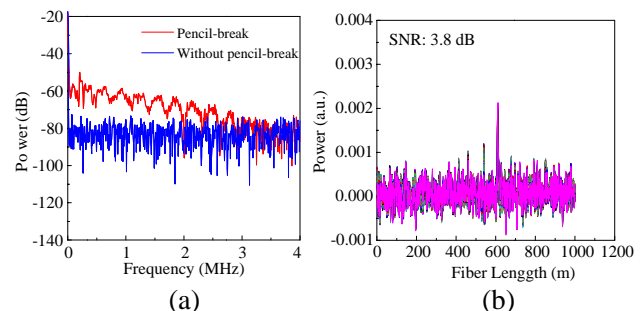 -20
-40
-60
-80
-100
-120
-140
Power (dB)
Pencil-break
Without pencil-break
0 1 2 3 4
Frequency (MHz)
(a)
0.004
0.003
0.002
0.001
0.000
-0.001
Power (a.u.)
SNR: 3.8 dB
0 200 400 600 800 1000 1200
Fiber Lenggth (m)
(b)